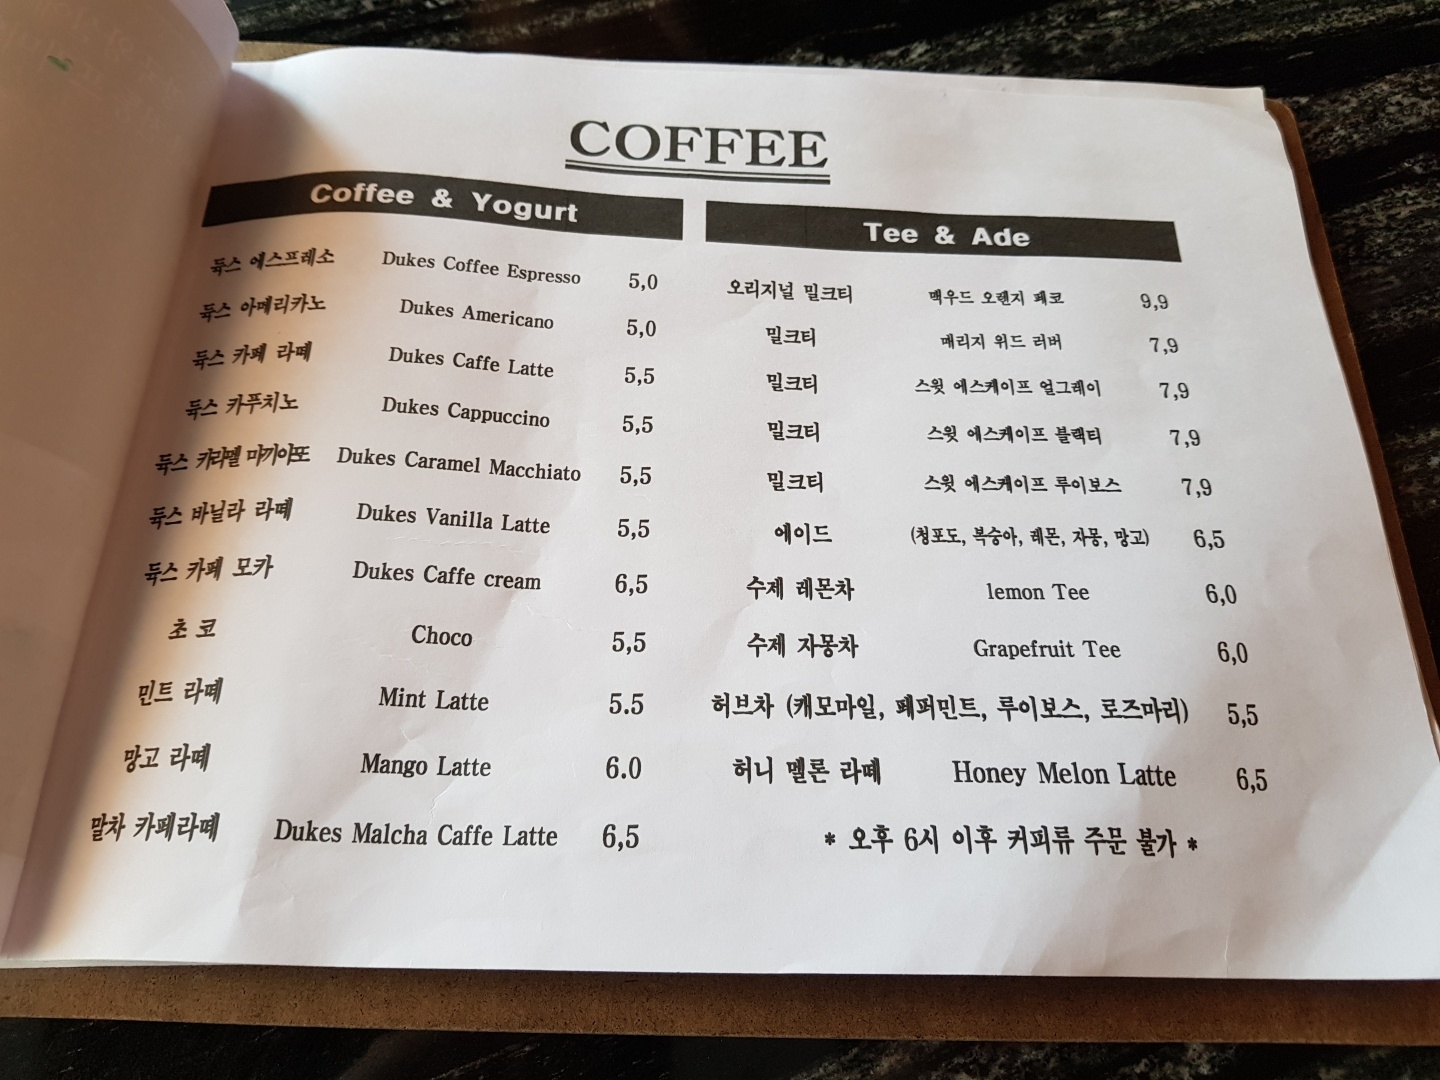 COFFEE
Coffee & Yogurt
듁스 에스프레소 Dukes Coffee Espresso 5,0
듁스 아메리카노 Dukes Americano 5,0
듁스 카페 라떼 Dukes Caffe Latte 5,5
듁스 카푸치노 Dukes Cappuccino 5,5
듁스 카라멜 마끼야또 Dukes Caramel Macchiato 5,5
듁스 바닐라 라떼 Dukes Vanilla Latte 5,5
듁스 카페 모카 Dukes Caffe cream 6,5
초코 Choco 5,5
민트 라떼 Mint Latte 5.5
망고 라떼 Mango Latte 6.0
말차 카페라떼 Dukes Malcha Caffe Latte 6,5
Tee & Ade
오리지널 밀크티 맥우드 오랜지 페코 9,9
밀크티 매리지 위드 러버 7,9
밀크티 스윗 에스케이프 얼그레이 7,9
밀크티 스윗 에스케이프 블랙티 7,9
밀크티 스윗 에스케이프 루이보스 7,9
에이드 (청포도, 복숭아, 레몬, 자몽, 망고) 6,5
수제 레몬차 lemon Tee 6,0
수제 자몽차 Grapefruit Tee 6,0
허브차 (캐모마일, 페퍼민트, 루이보스, 로즈마리) 5,5
허니 멜론 라떼 Honey Melon Latte 6,5
* 오후 6시 이후 커피류 주문 불가 *